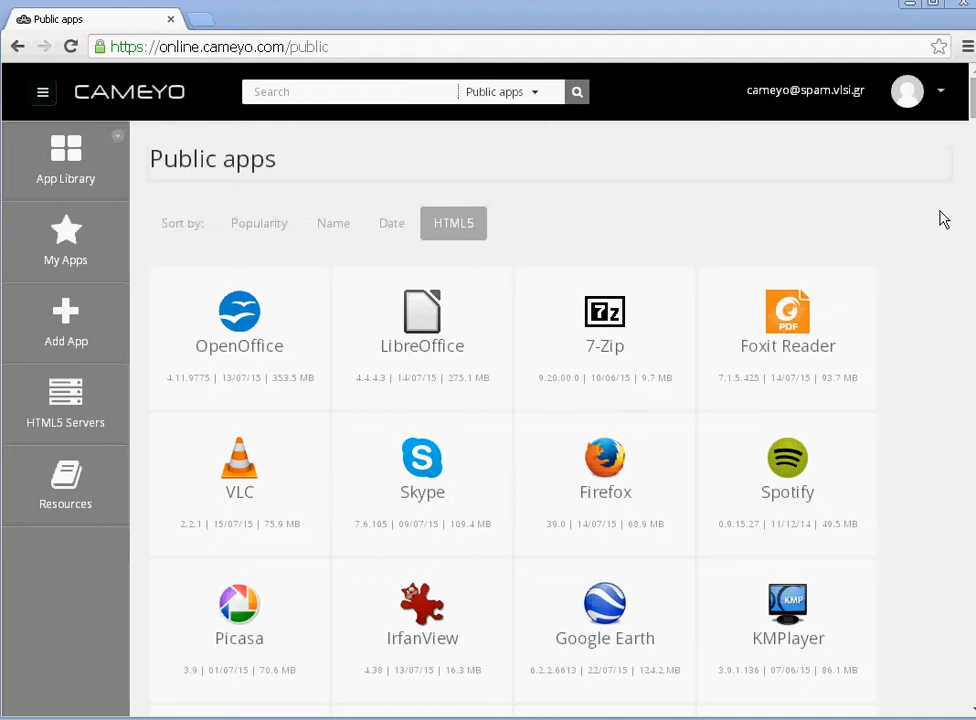 Public apps
https://online.cameyo.com/public
CAMEYO
Search
Public apps
cameyo@spam.vlsi.gr
App Library
My Apps
Add App
HTML5 Servers
Resources
Public apps
Sort by: Popularity Name Date HTML5
OpenOffice
4.11.9775 | 13/07/15 | 353.5 MB
LibreOffice
4.4.4.3 | 14/07/15 | 275.1 MB
7z
7-Zip
9.20.00.0 | 10/06/15 | 9.7 MB
PDF
Foxit Reader
7.1.5.425 | 14/07/15 | 93.7 MB
VLC
2.2.1 | 15/07/15 | 75.9 MB
S
Skype
7.6.105 | 09/07/15 | 109.4 MB
Firefox
39.0 | 14/07/15 | 68.9 MB
Spotify
0.9.15.27 | 11/12/14 | 49.5 MB
Picasa
3.9 | 01/07/15 | 70.6 MB
IrfanView
4.38 | 13/07/15 | 16.3 MB
Google Earth
6.2.2.6613 | 22/07/15 | 124.2 MB
KMP
KMPlayer
3.9.1.136 | 07/06/15 | 86.1 MB